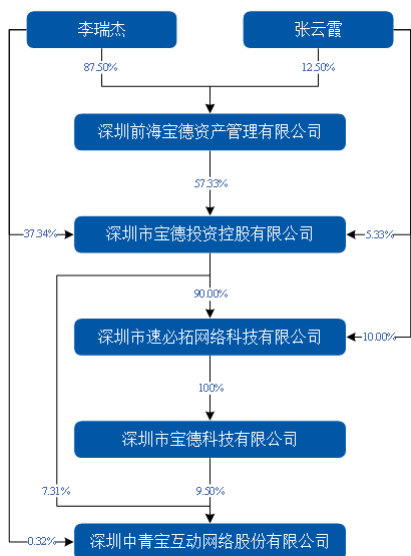 李瑞杰
张云霞
87.50%
12.50%
深圳前海宝德资产管理有限公司
57.33%
深圳市宝德投资控股有限公司
37.34%
5.33%
90.00%
深圳市速必拓网络科技有限公司
10.00%
100%
深圳市宝德科技有限公司
7.31%
9.50%
深圳中青宝互动网络股份有限公司
0.32%